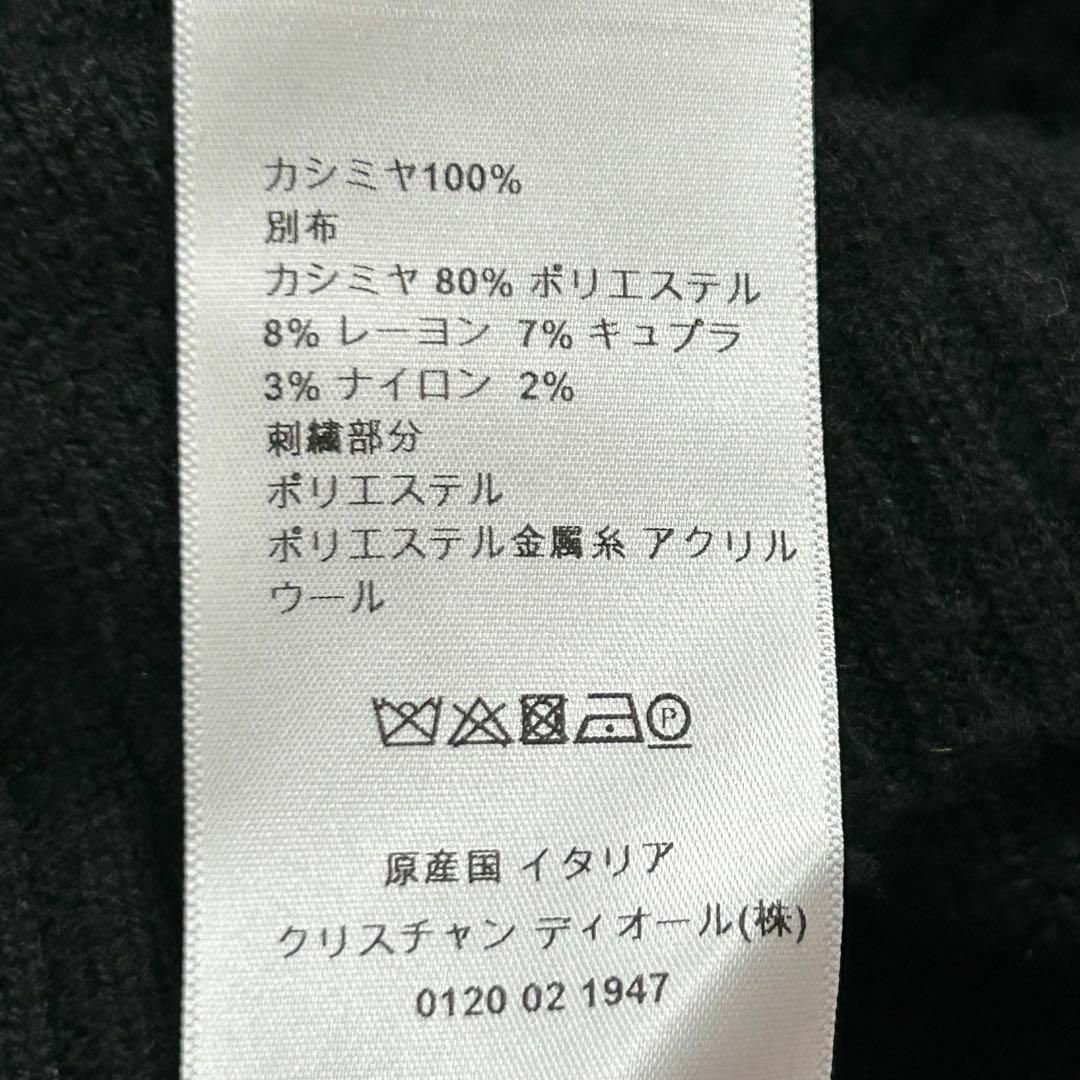 カシミヤ100%
別布
カシミヤ 80% ポリエステル
8% レーヨン 7% キュプラ
3% ナイロン 2%
刺繍部分
ポリエステル
ポリエステル金属糸 アクリル
ウール
P
原産国 イタリア
クリスチャン ディオール(株)
0120 02 1947